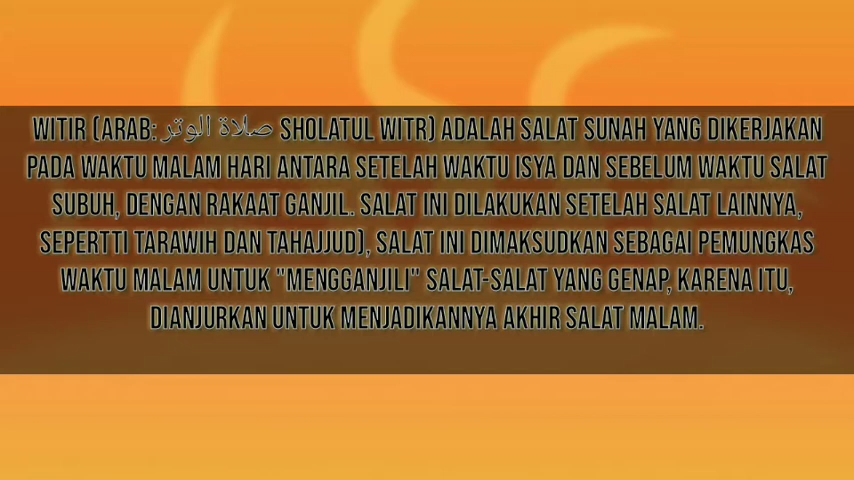 WITIR (ARAB: صلاة الوتر SHOLATUL WITR) ADALAH SALAT SUNAH YANG DIKERJAKAN
PADA WAKTU MALAM HARI ANTARA SETELAH WAKTU ISYA DAN SEBELUM WAKTU SALAT
SUBUH, DENGAN RAKAAT GANJIL. SALAT INI DILAKUKAN SETELAH SALAT LAINNYA,
SEPERTTI TARAWIH DAN TAHAJJUD), SALAT INI DIMAKSUDKAN SEBAGAI PEMUNGKAS
WAKTU MALAM UNTUK "MENGGANJILI" SALAT-SALAT YANG GENAP, KARENA ITU,
DIANJURKAN UNTUK MENJADIKANNYA AKHIR SALAT MALAM.